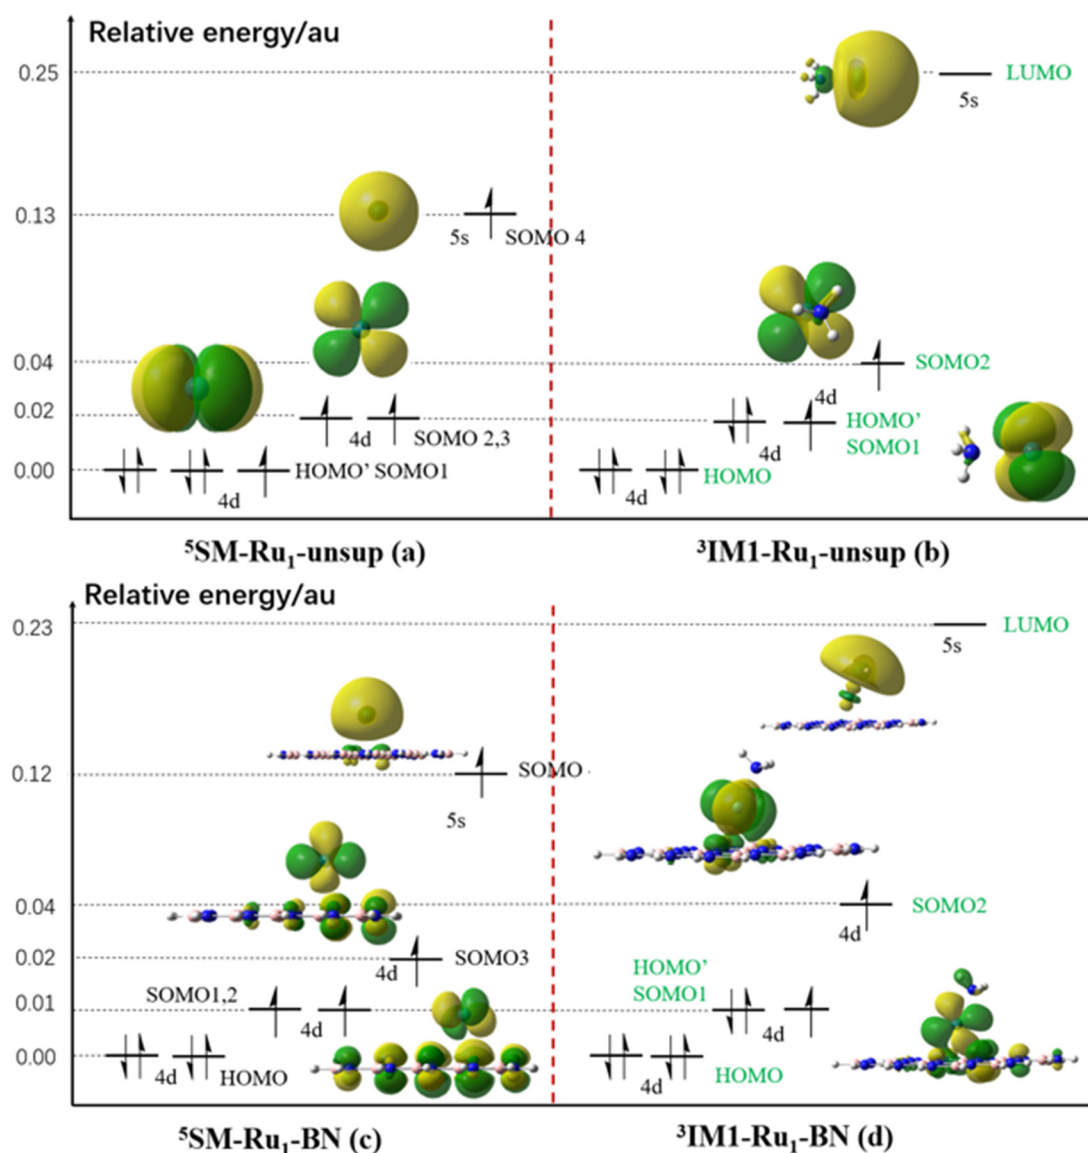 Relative energy/au
0.25
LUMO
5s
0.13
5s
SOMO 4
0.04
SOMO2
4d
0.02
4d
SOMO 2,3
HOMO’
SOMO1
4d
0.00
HOMO’ SOMO1
4d
HOMO
4d
⁵SM-Ru₁-unsup (a)
³IM1-Ru₁-unsup (b)
Relative energy/au
0.23
LUMO
5s
0.12
SOMO
5s
0.04
SOMO2
4d
0.02
SOMO3
4d
HOMO’
SOMO1
SOMO1,2
0.01
4d
4d
0.00
4d
HOMO
4d
HOMO
⁵SM-Ru₁-BN (c)
³IM1-Ru₁-BN (d)